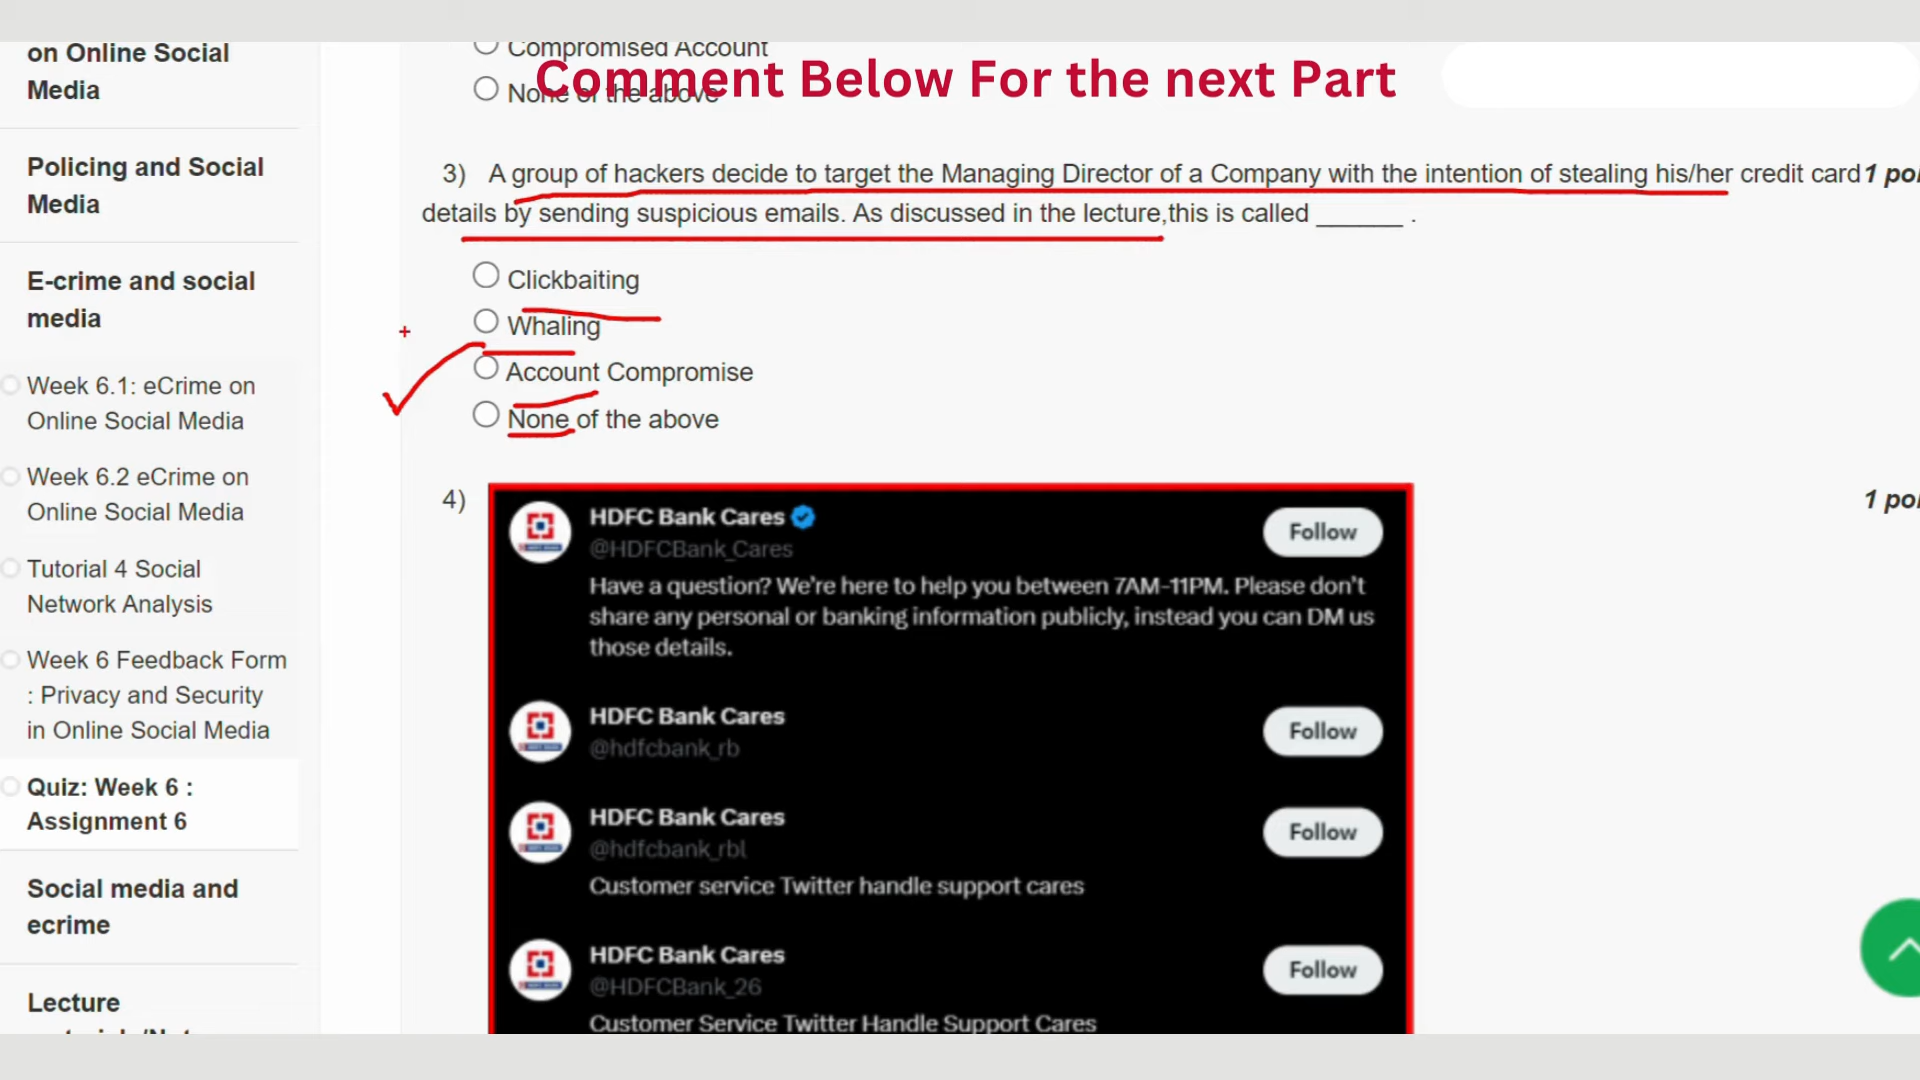 on Online Social
Media
Policing and Social
Media
E-crime and social
media
Week 6.1: eCrime on
Online Social Media
Week 6.2 eCrime on
Online Social Media
Tutorial 4 Social
Network Analysis
Week 6 Feedback Form
: Privacy and Security
in Online Social Media
Quiz: Week 6 :
Assignment 6
Social media and
ecrime
Lecture
Compromised Account
None of the above
Comment Below For the next Part
3) A group of hackers decide to target the Managing Director of a Company with the intention of stealing his/her credit card 1 poi
details by sending suspicious emails. As discussed in the lecture,this is called ______ .
Clickbaiting
Whaling
Account Compromise
None of the above
4) 1 poi
HDFC Bank Cares
@HDFCBank_Cares
Follow
Have a question? We're here to help you between 7AM-11PM. Please don't
share any personal or banking information publicly, instead you can DM us
those details.
HDFC Bank Cares
@hdfcbank_rb
Follow
HDFC Bank Cares
@hdfcbank_rbl
Follow
Customer service Twitter handle support cares
HDFC Bank Cares
@HDFCBank_26
Follow
Customer Service Twitter Handle Support Cares